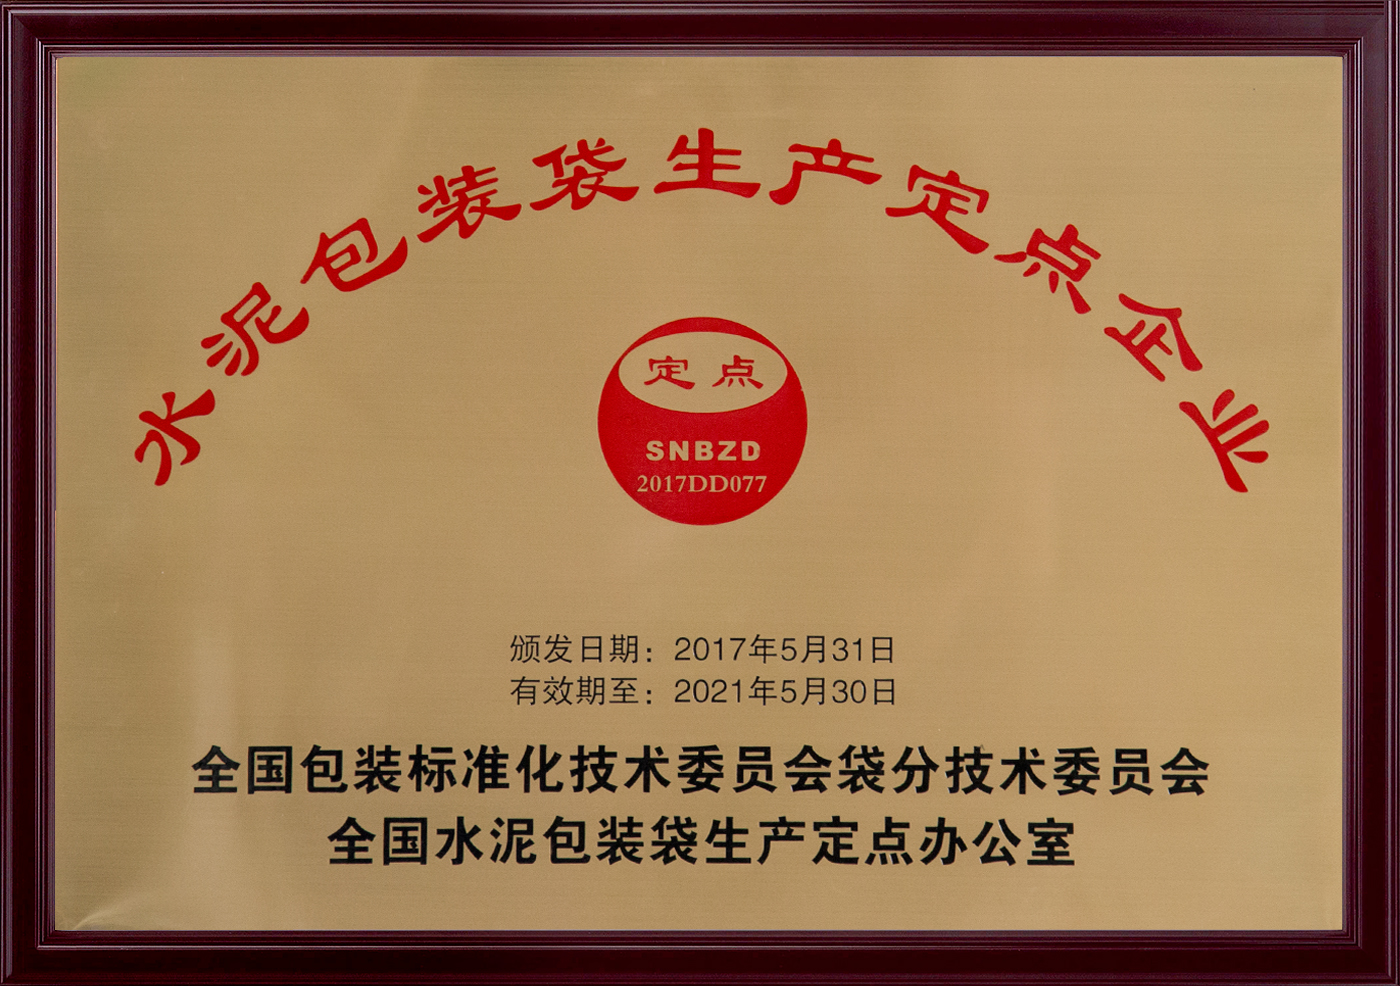 水泥包装袋生产定点企业
定点
SNBZD
2017DD077
颁发日期：2017年5月31日
有效期至：2021年5月30日
全国包装标准化技术委员会袋分技术委员会
全国水泥包装袋生产定点办公室